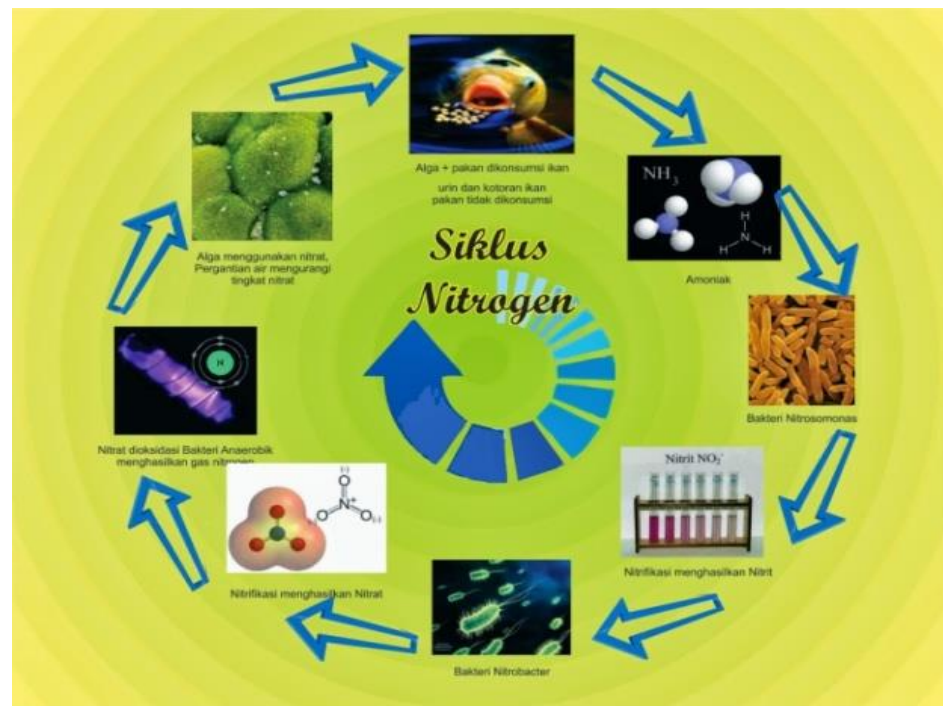 Alga + pakan dikonsumsi ikan
urin dan kotoran ikan
pakan tidak dikonsumsi
Siklus
Nitrogen
NH3
H
N
H H
Amoniak
Bakteri Nitrosomonas
Nitrit NO2-
Nitrifikasi menghasilkan Nitrit
Bakteri Nitrobacter
(-)
O
N+
O O
(-)
Nitrifikasi menghasilkan Nitrat
Nitrat dioksidasi Bakteri Anaerobik
menghasilkan gas nitrogen
Alga menggunakan nitrat,
Pergantian air mengurangi
tingkat nitrat